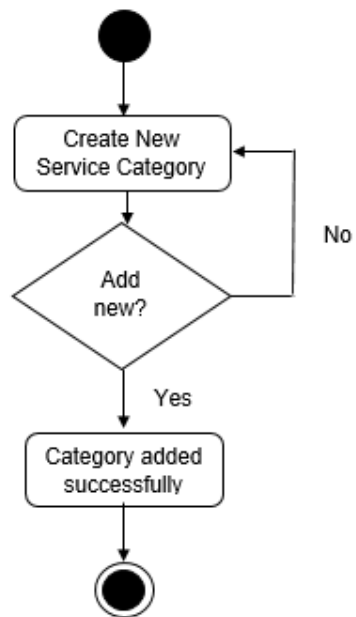 Create New
Service Category
No
Add
new?
Yes
Category added
successfully